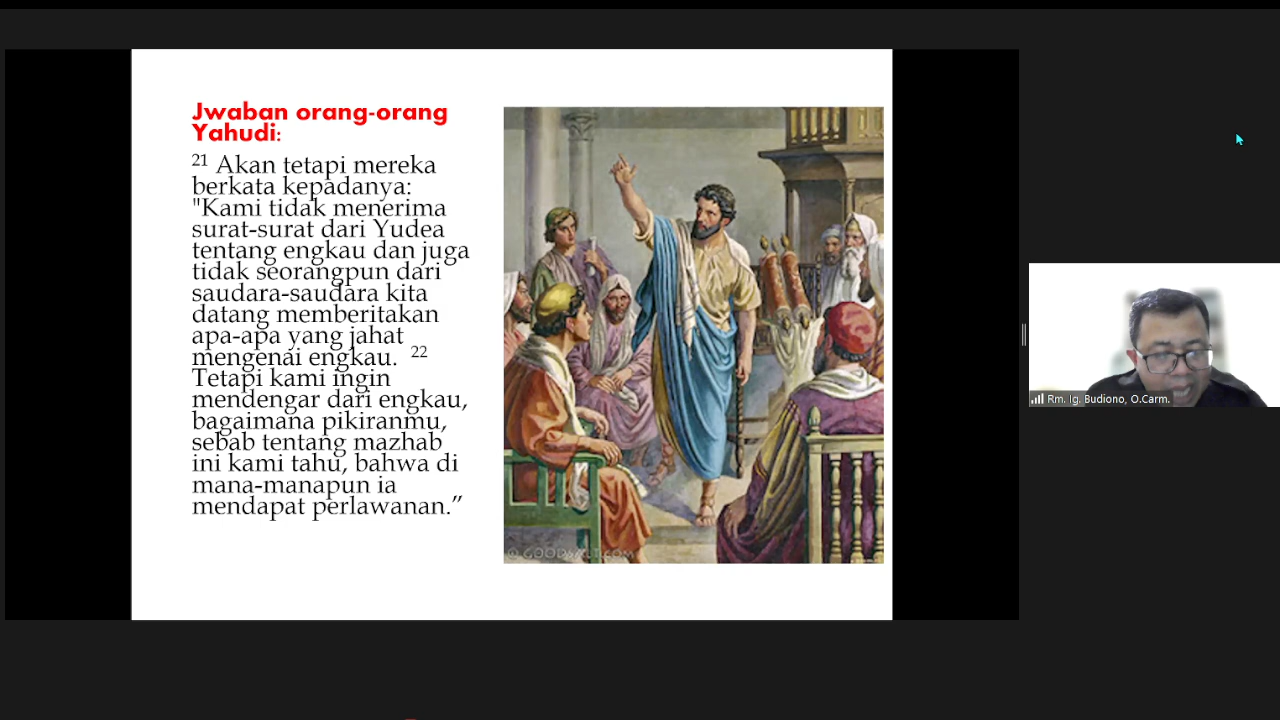 Jwaban orang-orang
Yahudi:
21 Akan tetapi mereka
berkata kepadanya:
"Kami tidak menerima
surat-surat dari Yudea
tentang engkau dan juga
tidak seorangpun dari
saudara-saudara kita
datang memberitakan
apa-apa yang jahat
mengenai engkau. 22
Tetapi kami ingin
mendengar dari engkau,
bagaimana pikiranmu,
sebab tentang mazhab
ini kami tahu, bahwa di
mana-manapun ia
mendapat perlawanan.”
© GOODSALT.COM
Rm. Ig. Budiono, O.Carm.